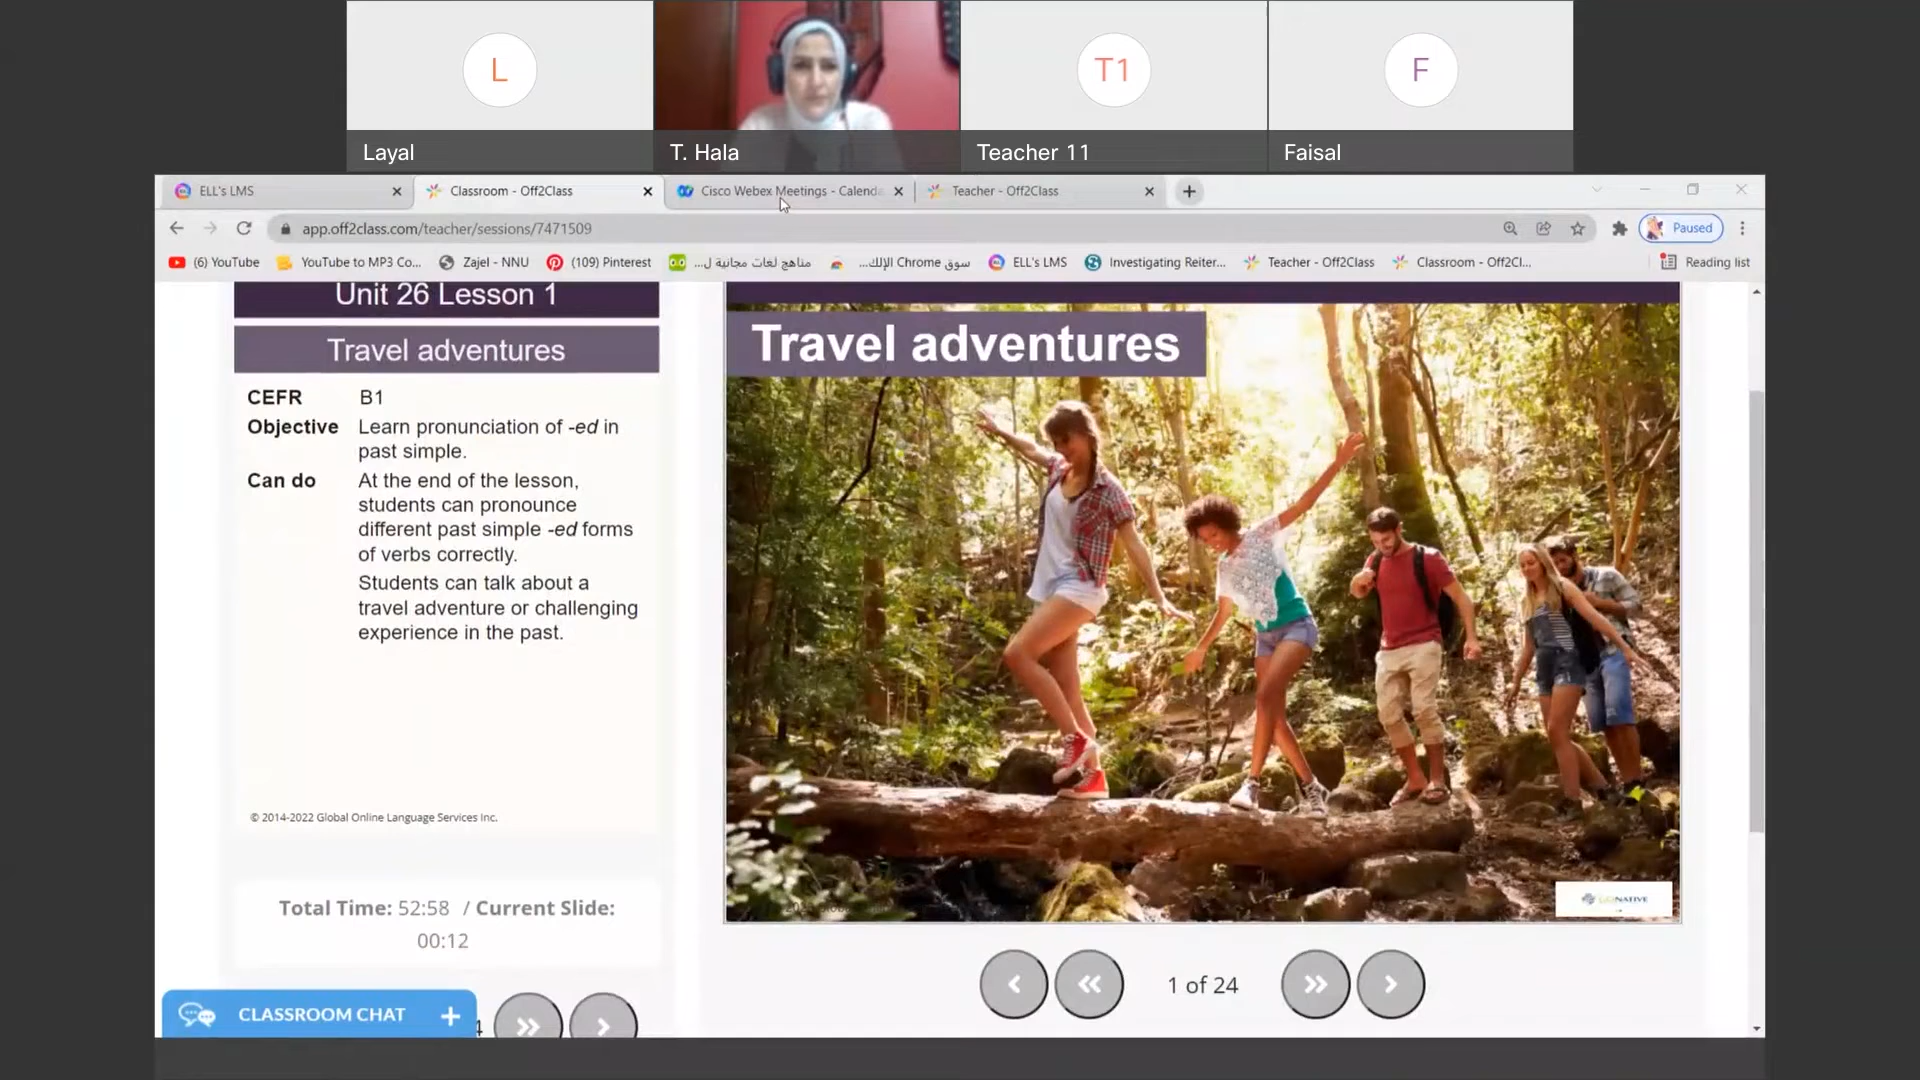 L
T1
F
Layal
T. Hala
Teacher 11
Faisal
ELL's LMS
Classroom - Off2Class
Cisco Webex Meetings - Calenda
Teacher - Off2Class
app.off2class.com/teacher/sessions/7471509
Paused
(6) YouTube
YouTube to MP3 Co...
Zajel - NNU
(109) Pinterest
مناهج لغات مجانية ل...
سوق Chrome الإلك...
ELL's LMS
Investigating Reiter...
Teacher - Off2Class
Classroom - Off2Cl...
Reading list
Unit 26 Lesson 1
Travel adventures
CEFR B1
Objective Learn pronunciation of -ed in
past simple.
Can do At the end of the lesson,
students can pronounce
different past simple -ed forms
of verbs correctly.
Students can talk about a
travel adventure or challenging
experience in the past.
© 2014-2022 Global Online Language Services Inc.
Total Time: 52:58 / Current Slide:
00:12
CLASSROOM CHAT +
4
Travel adventures
1 of 24